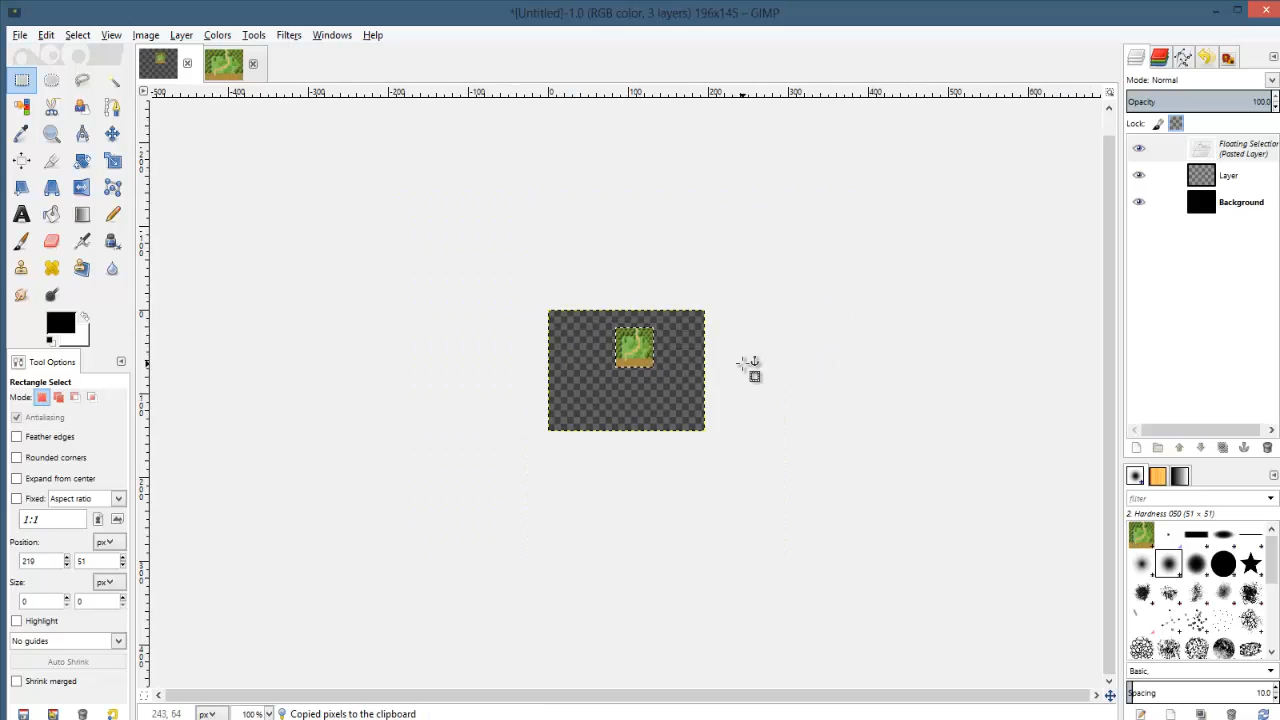 *[Untitled]-1.0 (RGB color, 3 layers) 196x145 – GIMP
File Edit Select View Image Layer Colors Tools Filters Windows Help
Mode: Normal
-500 -400 -300 -200 -100 0 100 200 300 400 500 600
Opacity 100.0
Lock:
Floating Selection
(Pasted Layer)
Layer
Background
Tool Options
Rectangle Select
Mode:
Antialiasing
Feather edges
Rounded corners
Expand from center
Fixed: Aspect ratio
1:1
Position: px
219 51
Size: px
0 0
Highlight
No guides
Auto Shrink
Shrink merged
filter
2. Hardness 050 (51 × 51)
Basic,
Spacing 10.0
243, 64 px 100 % Copied pixels to the clipboard